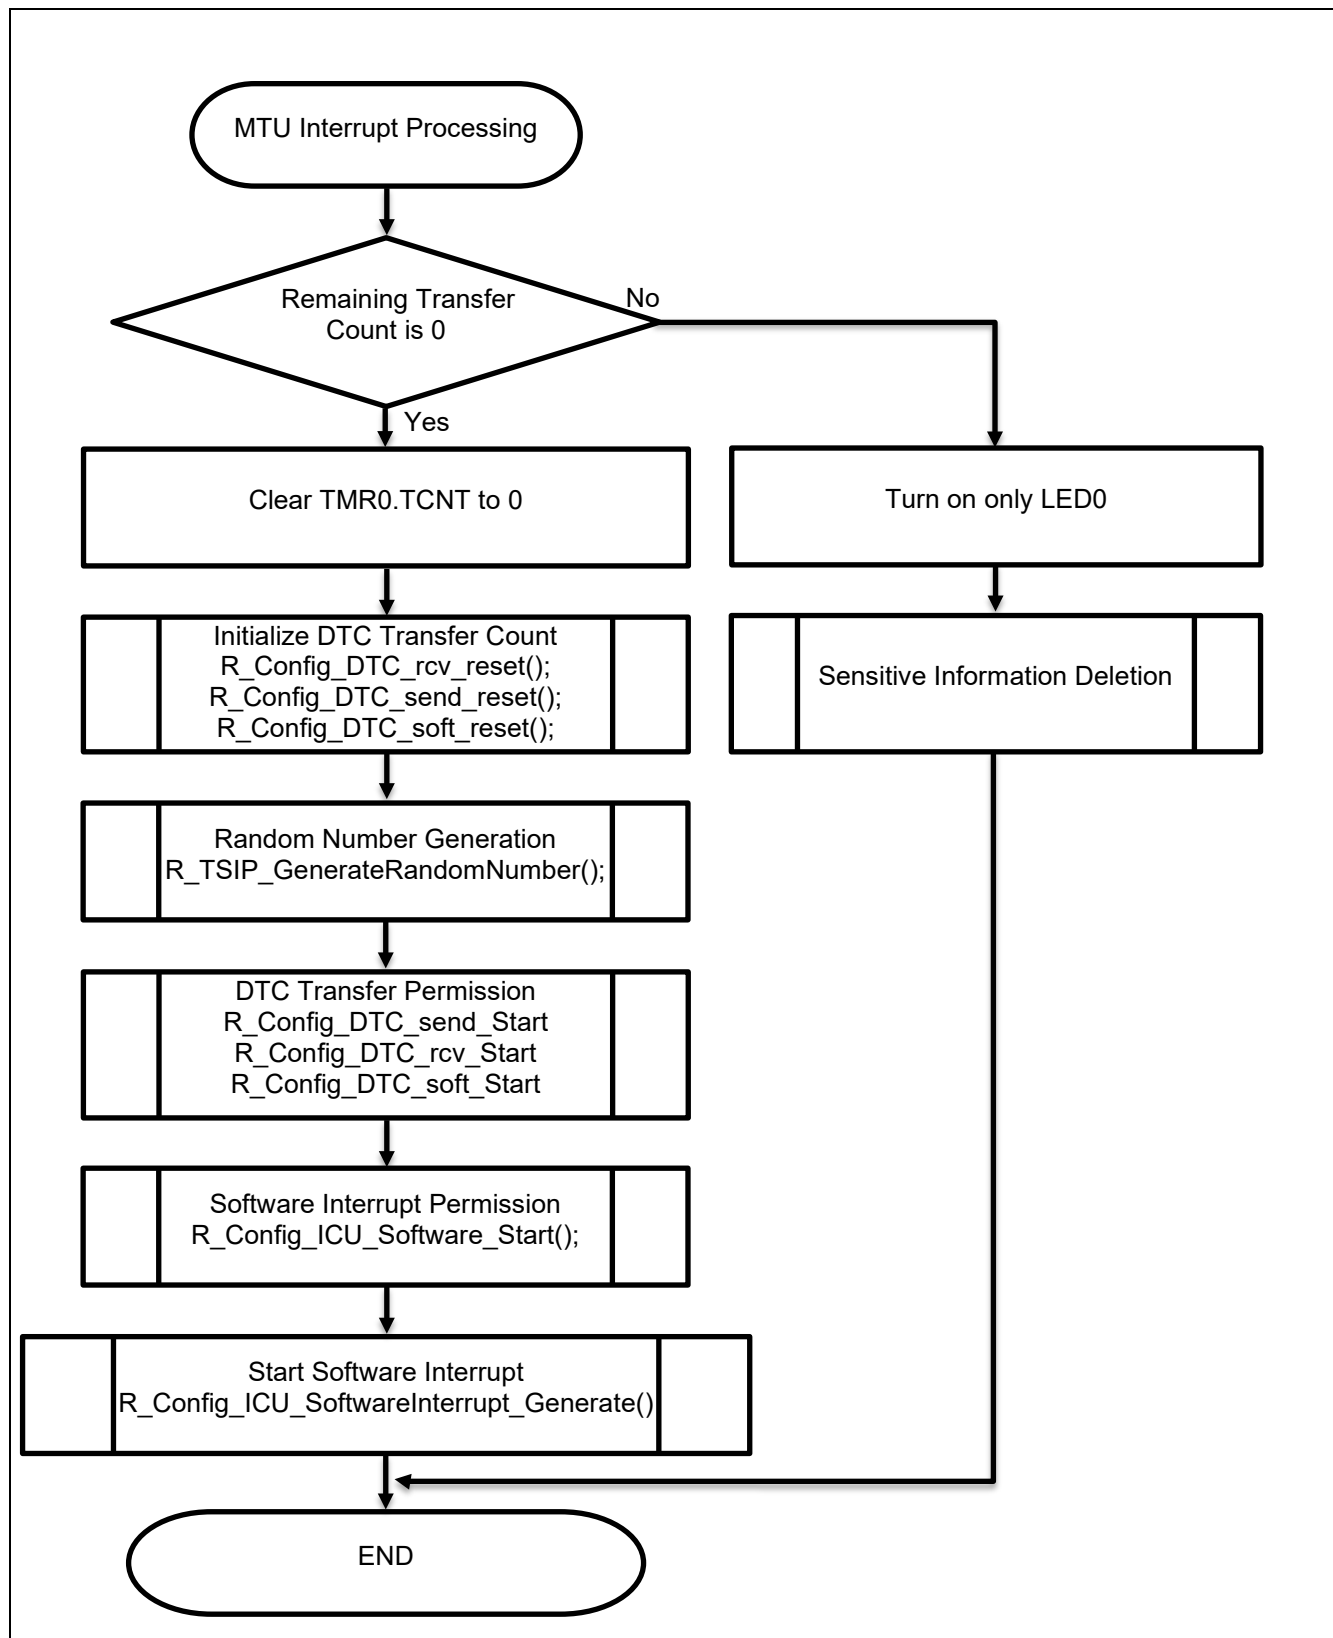 MTU Interrupt Processing
Remaining Transfer
Count is 0
No
Yes
Clear TMR0.TCNT to 0
Turn on only LED0
Initialize DTC Transfer Count
R_Config_DTC_rcv_reset();
R_Config_DTC_send_reset();
R_Config_DTC_soft_reset();
Sensitive Information Deletion
Random Number Generation
R_TSIP_GenerateRandomNumber();
DTC Transfer Permission
R_Config_DTC_send_Start
R_Config_DTC_rcv_Start
R_Config_DTC_soft_Start
Software Interrupt Permission
R_Config_ICU_Software_Start();
Start Software Interrupt
R_Config_ICU_SoftwareInterrupt_Generate()
END